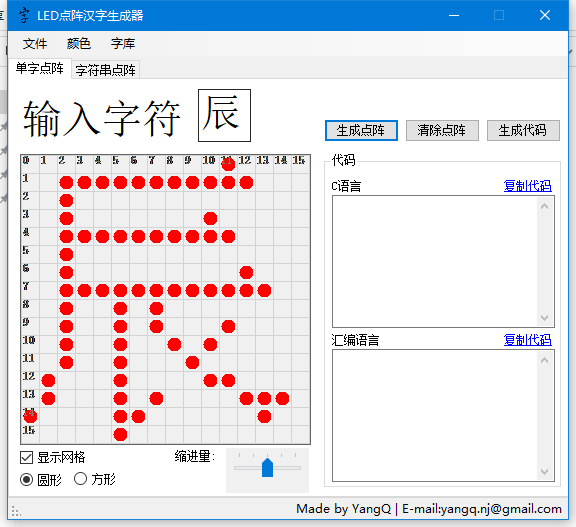 字 LED点阵汉字生成器
文件 颜色 字库
单字点阵 字符串点阵
输入字符 辰
生成点阵 清除点阵 生成代码
代码
0 1 2 3 4 5 6 7 8 9 10 11 12 13 14 15
1
2
3
4
5
6
7
8
9
10
11
12
13
14
15
C语言 复制代码
汇编语言 复制代码
显示网格 缩进量:
圆形 方形
Made by YangQ | E-mail:yangq.nj@gmail.com